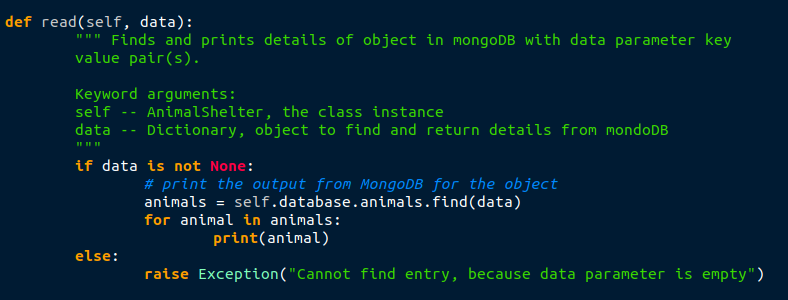 def read(self, data):
""" Finds and prints details of object in mongoDB with data parameter key
value pair(s).
Keyword arguments:
self -- AnimalShelter, the class instance
data -- Dictionary, object to find and return details from mondoDB
"""
if data is not None:
# print the output from MongoDB for the object
animals = self.database.animals.find(data)
for animal in animals:
print(animal)
else:
raise Exception("Cannot find entry, because data parameter is empty")